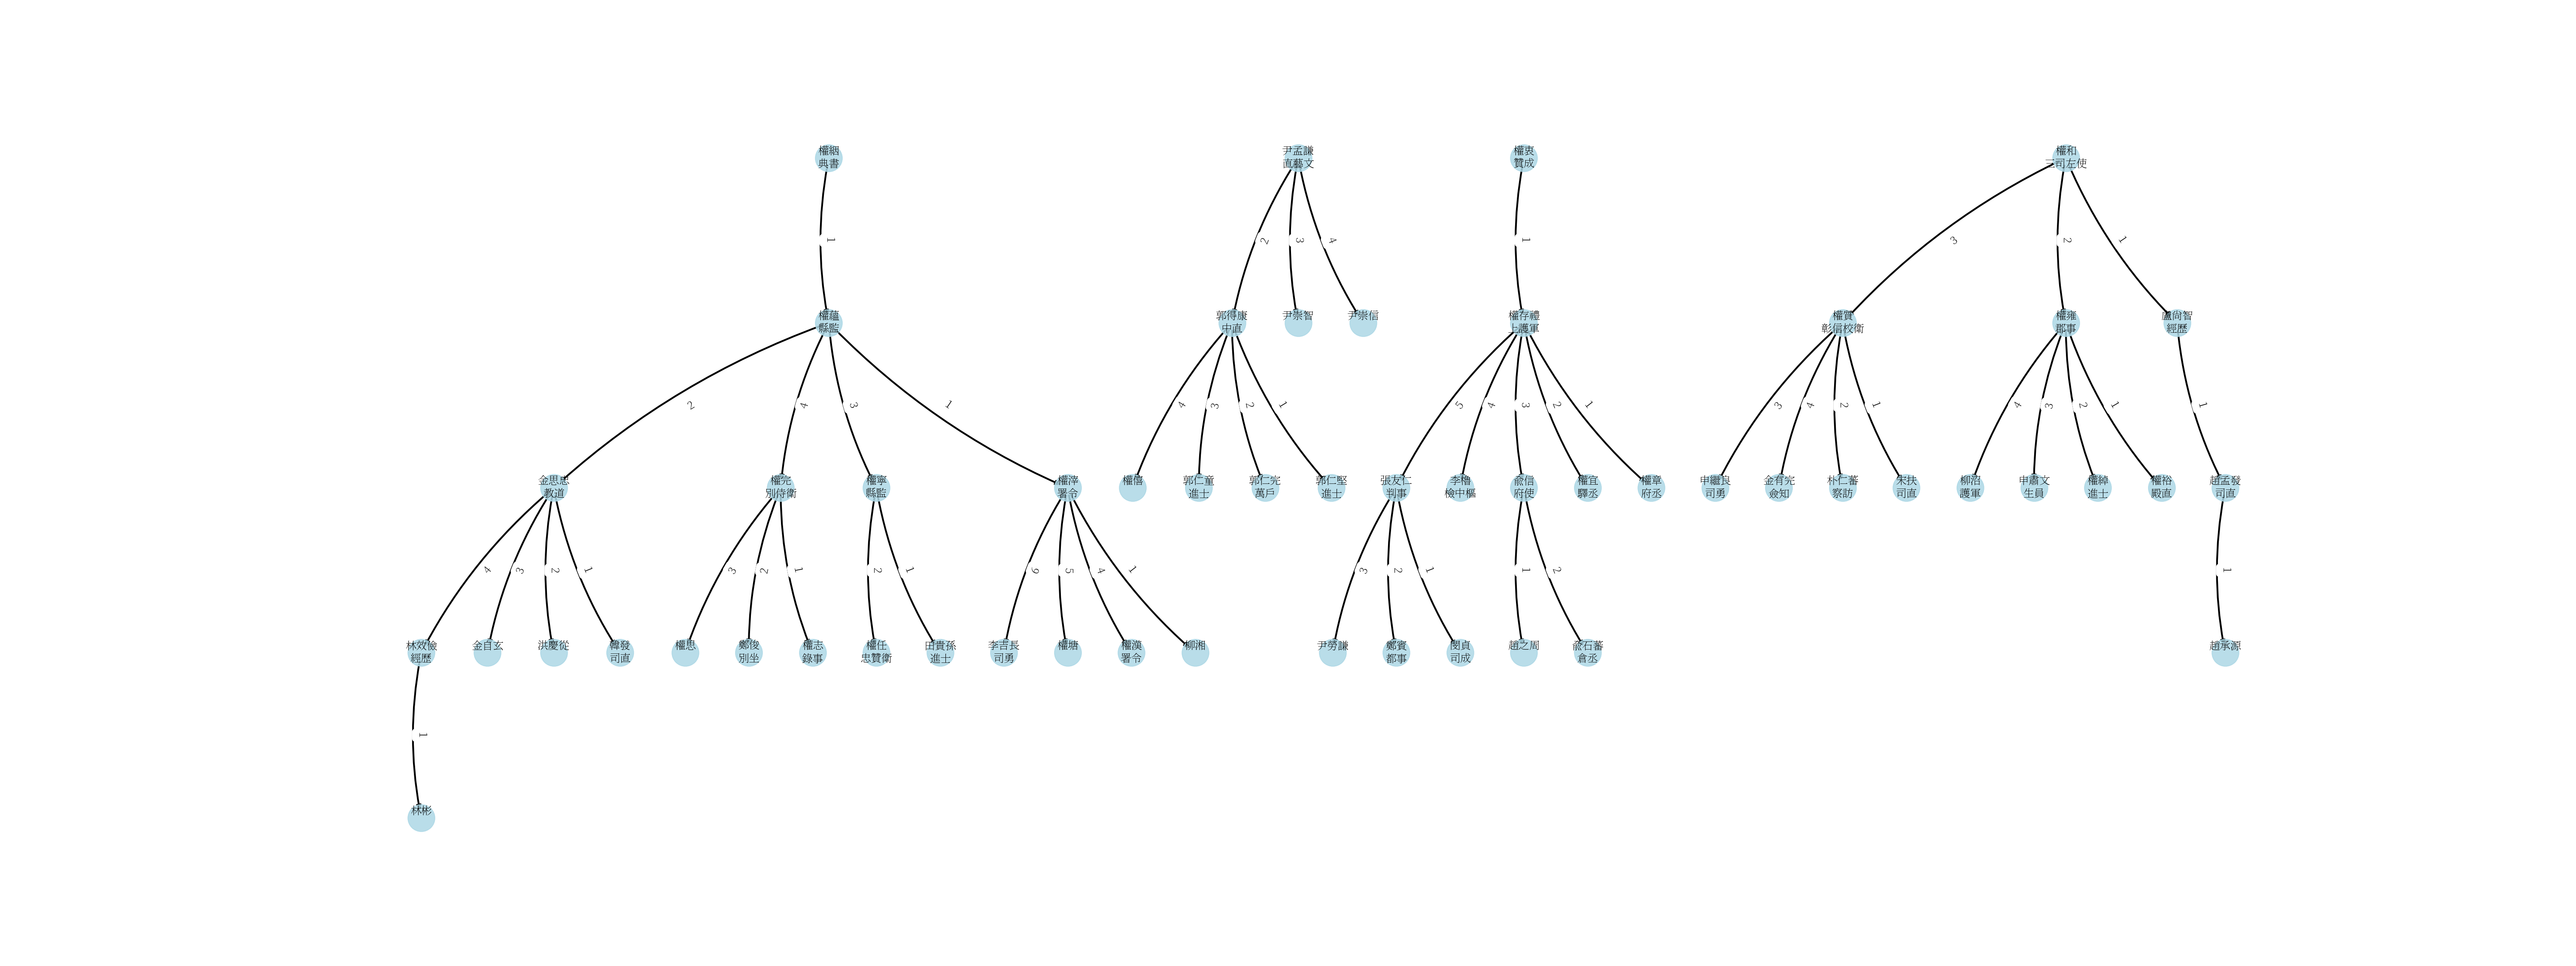 權絪
典書
尹孟謙
直藝文
權衷
贊成
權和
三司左使
1
2
3
4
1
3
2
1
權蘊
縣監
郭得康
中直
尹崇智
尹崇信
權存禮
上護軍
權質
彰信校衛
權雍
郡事
盧尚智
經歷
2
4
3
1
4
3
2
1
5
4
3
2
1
3
4
2
1
4
3
2
1
1
金思忠
教道
權完
別侍衛
權寧
縣監
權滓
署令
權僖
郭仁童
進士
郭仁完
萬戶
郭仁堅
進士
張友仁
判事
李櫓
檢中樞
兪信
府使
權宜
驛丞
權章
府丞
申繼良
司勇
金有完
僉知
朴仁蕃
察訪
宋扶
司直
柳沼
護軍
申肅文
生員
權綽
進士
權裕
殿直
趙孟發
司直
4
3
2
1
3
2
1
2
1
6
5
4
1
3
2
1
1
2
1
林效儉
經歷
金自玄
洪慶從
韓發
司直
權思
鄭俊
別坐
權志
錄事
權任
忠贊衛
田貴孫
進士
李吉長
司勇
權塘
權漢
署令
柳湘
尹勞謙
鄭賓
都事
閔貞
司成
趙之周
兪石蕃
倉丞
趙承源
1
林彬